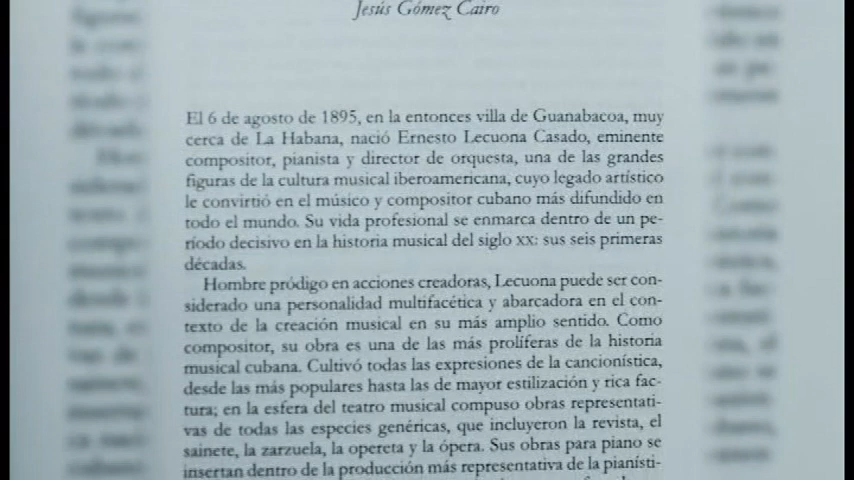 Jesús Gómez Cairo
El 6 de agosto de 1895, en la entonces villa de Guanabacoa, muy
cerca de La Habana, nació Ernesto Lecuona Casado, eminente
compositor, pianista y director de orquesta, una de las grandes
figuras de la cultura musical iberoamericana, cuyo legado artístico
le convirtió en el músico y compositor cubano más difundido en
todo el mundo. Su vida profesional se enmarca dentro de un pe-
ríodo decisivo en la historia musical del siglo XX: sus seis primeras
décadas.
Hombre pródigo en acciones creadoras, Lecuona puede ser con-
siderado una personalidad multifacética y abarcadora en el con-
texto de la creación musical en su más amplio sentido. Como
compositor, su obra es una de las más prolíferas de la historia
musical cubana. Cultivó todas las expresiones de la cancionística,
desde las más populares hasta las de mayor estilización y rica fac-
tura; en la esfera del teatro musical compuso obras representati-
vas de todas las especies genéricas, que incluyeron la revista, el
sainete, la zarzuela, la opereta y la ópera. Sus obras para piano se
insertan dentro de la producción más representativa de la pianísti-